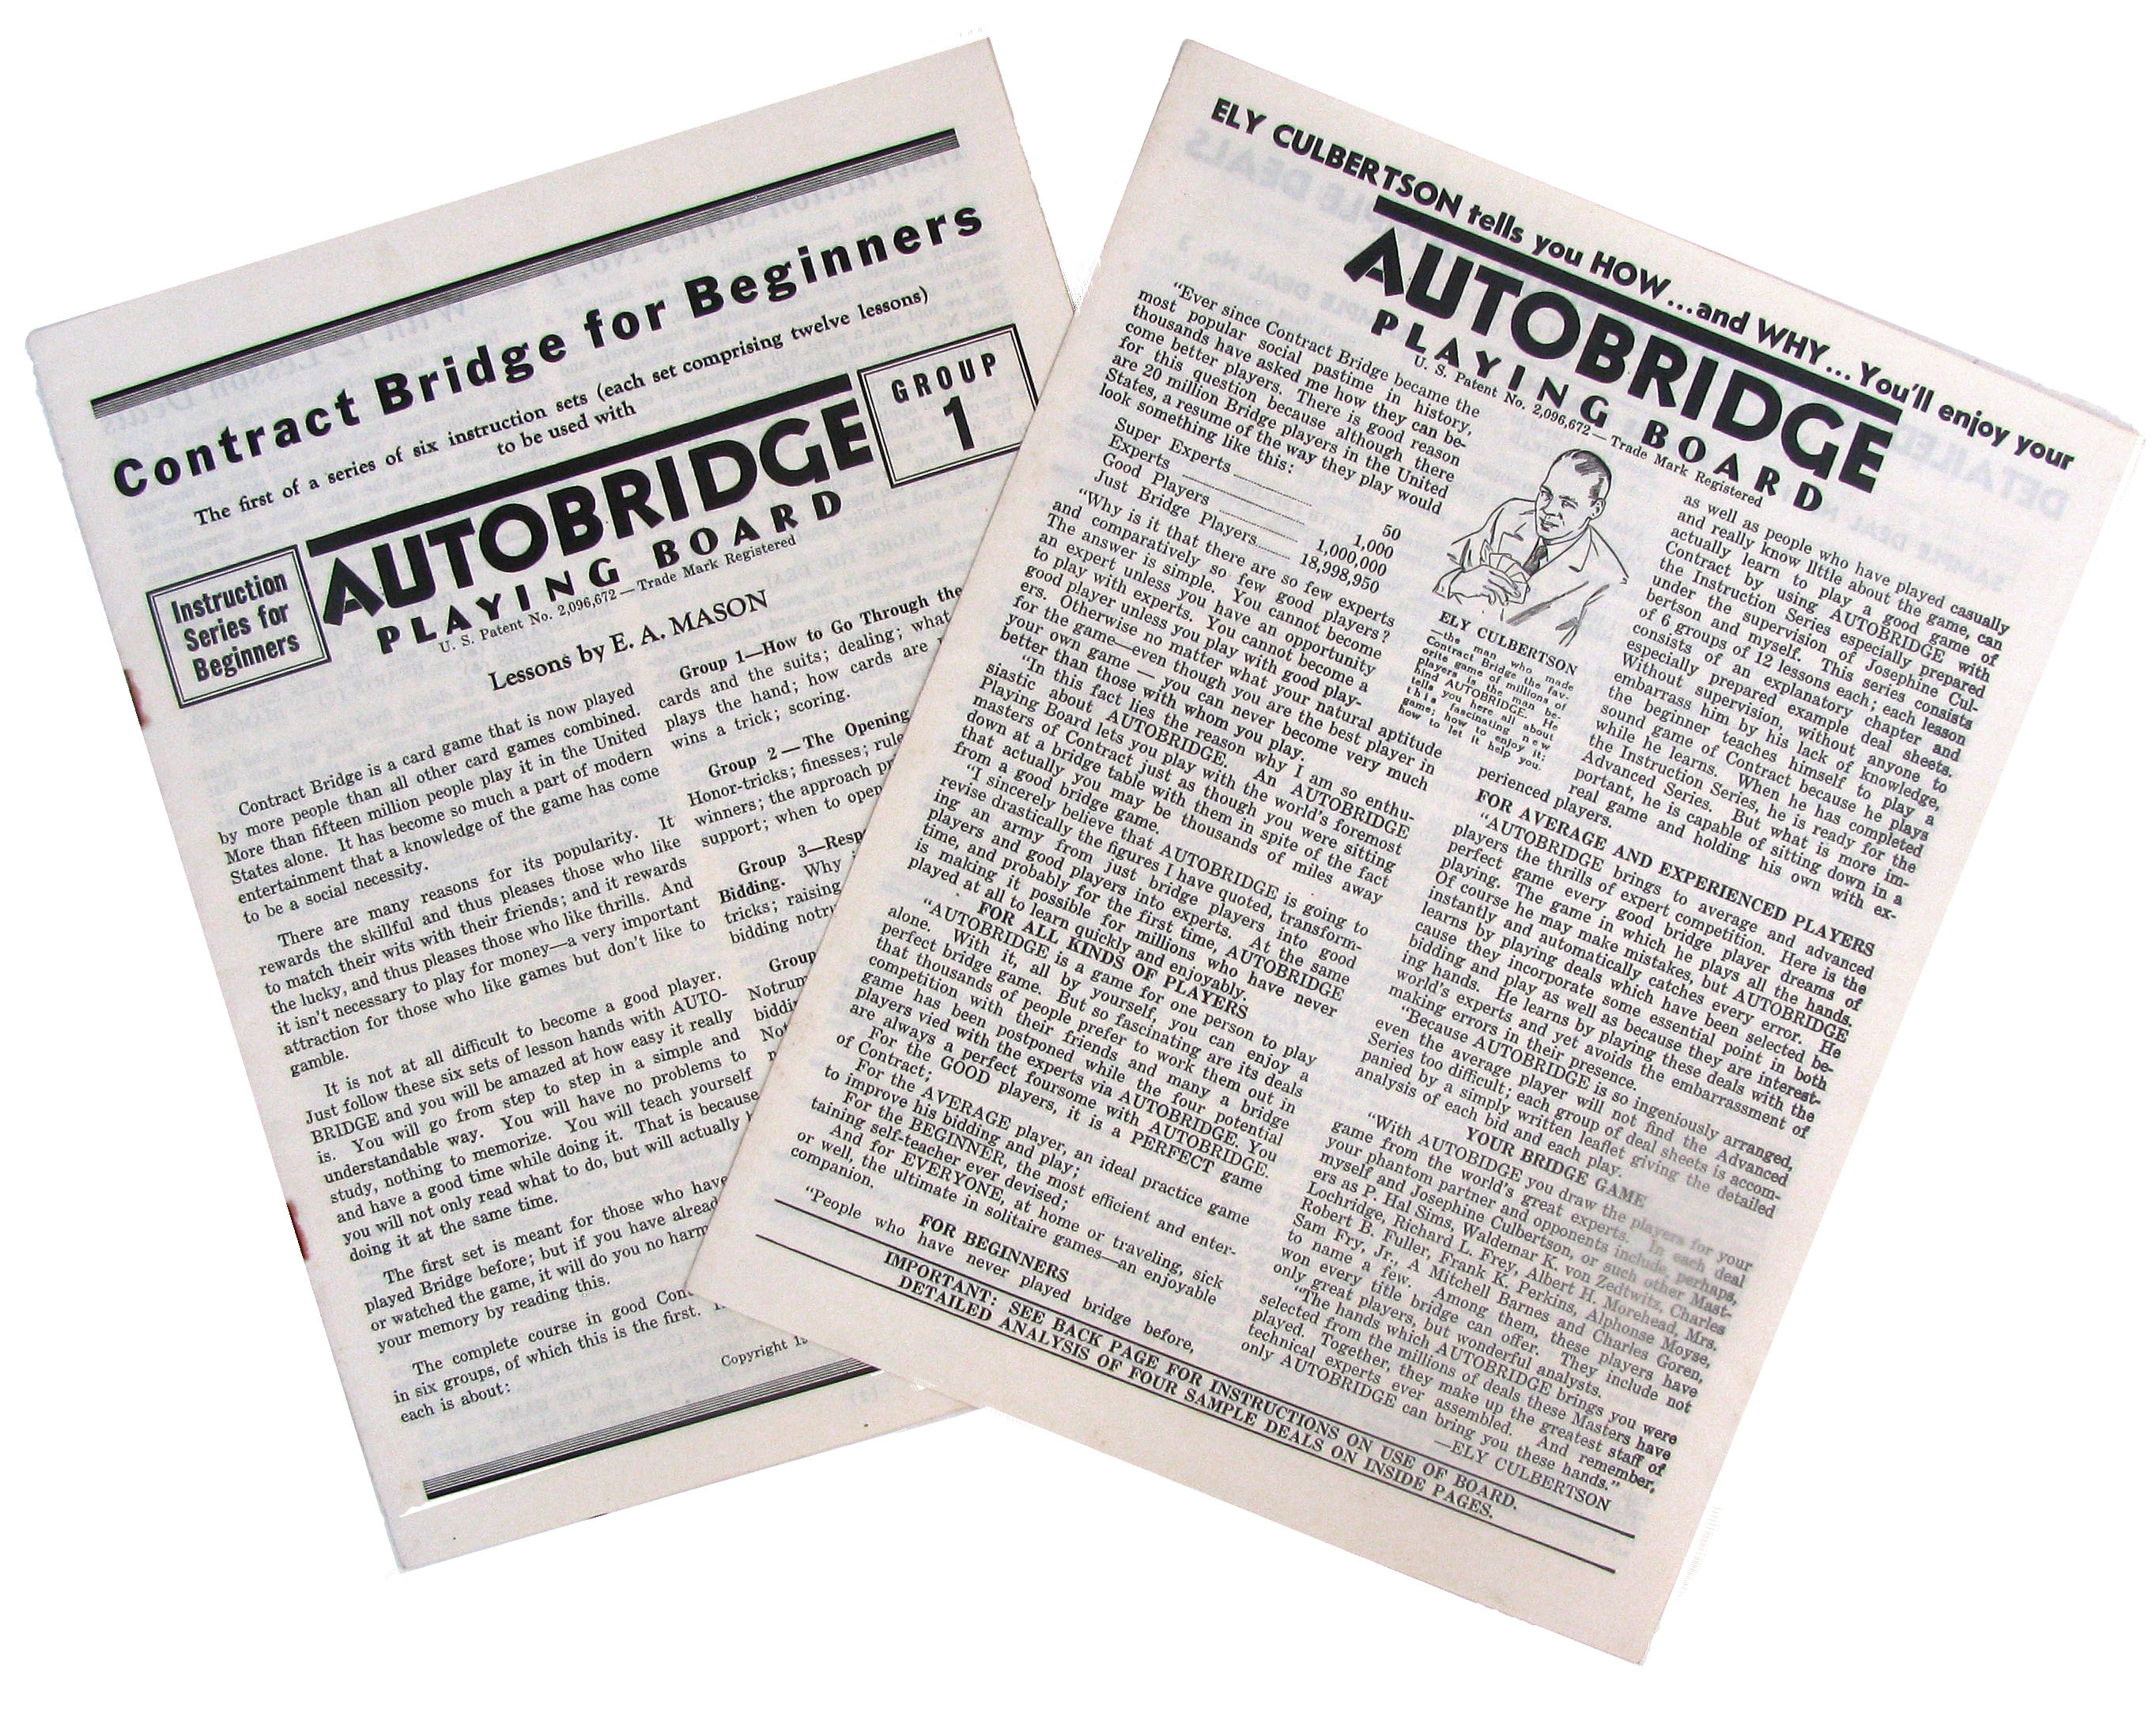 Contract Bridge for Beginners
The first of a series of six instruction sets (each set comprising twelve lessons)
to be used with
AUTOBRIDGE
PLAYING BOARD
U. S. Patent No. 2,096,672—Trade Mark Registered
GROUP
1
Instruction
Series for
Beginners
Lessons by E. A. MASON
Contract Bridge is a card game that is now played
by more people than all other card games combined.
More than fifteen million people play it in the United
States alone. It has become so much a part of modern
entertainment that a knowledge of the game has come
to be a social necessity.
There are many reasons for its popularity. It
rewards the skillful and thus pleases those who like
to match their wits with their friends; and it rewards
the lucky, and thus pleases those who like thrills. And
it isn't necessary to play for money—a very important
attraction for those who like games but don't like to
gamble.
It is not at all difficult to become a good player.
Just follow these six sets of lesson hands with AUTO-
BRIDGE and you will be amazed at how easy it really
is. You will go from step to step in a simple and
understandable way. You will have no problems to
study, nothing to memorize. You will teach yourself
and have a good time while doing it. That is because
you will not only read what to do, but will actually
doing it at the same time.
The first set is meant for those who have
played Bridge before; but if you have
or watched the game, it will do you no harm
your memory by reading this.
The complete course in good
in six groups, of which this is the first.
each is about:
Group 1—How to Go Through the
cards and the suits; dealing; what
plays the hand; how cards are
wins a trick; scoring.
Group 2—The Opening
Honor-tricks; finesses;
winners; the approach
support; when to open
Group 3—
Bidding. Why
tricks; raising
bidding
Group
Copyright
ELY CULBERTSON tells you HOW...and WHY...You'll enjoy your
AUTOBRIDGE
PLAYING BOARD
U. S. Patent No. 2,096,672—Trade Mark Registered
"Ever since Contract Bridge became the
most popular social pastime in history,
thousands have asked me how they can be-
come better players. There is good reason
for this question because although there
are 20 million Bridge players in the United
States, a resume of the way they play would
look something like this:
Super Experts 50
Experts 1,000
Good Players 1,000,000
Just Bridge Players 18,998,950
"Why is it that there are so few experts
and comparatively so few good players?
The answer is simple. You cannot become
an expert unless you have an opportunity
to play with experts. You cannot become a
good player unless you play with good play-
ers. Otherwise no matter what your natural aptitude
for the game—even though you are the best player in
your own game — you can never become very much
better than those with whom you play.
"In this fact lies the reason why I am so enthu-
siastic about AUTOBRIDGE. An AUTOBRIDGE
Playing Board lets you play with the world's foremost
masters of Contract just as though you were sitting
down at a bridge table with them in spite of the fact
that actually you may be thousands of miles away
from a good bridge game.
"I sincerely believe that AUTOBRIDGE is going to
revise drastically the figures I have quoted, transform-
ing an army from just bridge players into good
players and good players into experts. At the same
time, and probably for the first time, AUTOBRIDGE
is making it possible for millions who have never
played at all to learn quickly and enjoyably.
FOR ALL KINDS OF PLAYERS
"AUTOBRIDGE is a game for one person to play
alone. With it, all by yourself, you can enjoy a
perfect bridge game. But so fascinating are its deals
that thousands of people prefer to work them out in
competition with their friends and many a bridge
game has been postponed while the four potential
players vied with the experts via AUTOBRIDGE. You
are always a perfect foursome with AUTOBRIDGE.
For the GOOD players, it is a PERFECT game
of Contract;
For the AVERAGE player, an ideal practice game
to improve his bidding and play;
For the BEGINNER, the most efficient and enter-
taining self-teacher ever devised;
And for EVERYONE, at home or traveling, sick
or well, the ultimate in solitaire games—an enjoyable
companion.
FOR BEGINNERS
"People who have never played bridge before,
ELY CULBERTSON
—the man who made
Contract Bridge the fav-
orite game of millions of
players is the man be-
hind AUTOBRIDGE. He
tells you here all about
this fascinating new
game; how to enjoy it;
how to let it help you.
as well as people who have played casually
and really know little about the game, can
actually learn to play a good game of
Contract by using AUTOBRIDGE with
the Instruction Series especially prepared
under the supervision of Josephine Cul-
bertson and myself. This series consists
of 6 groups of 12 lessons each; each lesson
consists of an explanatory chapter and
especially prepared example deal sheets.
Without supervision, without anyone to
embarrass him by his lack of knowledge,
the beginner teaches himself to play a
sound game of Contract because he plays
while he learns. When he has completed
the Instruction Series, he is ready for the
Advanced Series. But what is more im-
portant, he is capable of sitting down in a
real game and holding his own with ex-
perienced players.
FOR AVERAGE AND EXPERIENCED PLAYERS
"AUTOBRIDGE brings to average and advanced
players the thrills of expert competition. Here is the
perfect game every good bridge player dreams of
playing. The game in which he plays all the hands.
Of course he may make mistakes, but AUTOBRIDGE
instantly and automatically catches every error. He
learns by playing deals which have been selected be-
cause they incorporate some essential point in both
bidding and play as well as because they are interest-
ing hands. He learns by playing these deals with the
world's experts and yet avoids the embarrassment of
making errors in their presence.
"Because AUTOBRIDGE is so ingeniously arranged,
even the average player will not find the Advanced
Series too difficult; each group of deal sheets is accom-
panied by a simply written leaflet giving the detailed
analysis of each bid and each play.
YOUR BRIDGE GAME
"With AUTOBIDGE you draw the players for your
game from the world's great experts. In each deal
your phantom partner and opponents include, perhaps,
myself and Josephine Culbertson, or such other Mast-
ers as P. Hal Sims, Waldemar K. von Zedtwitz, Charles
Lochridge, Richard L. Frey, Albert H. Morehead, Mrs.
Robert B. Fuller, Frank K. Perkins, Alphonse Moyse,
Sam Fry, Jr., A Mitchell Barnes and Charles Goren,
to name a few. Among them, these players have
won every title bridge can offer. They include not
only great players, but wonderful analysts.
"The hands which AUTOBRIDGE brings you were
selected from the millions of deals these Masters have
played. Together, they make up the greatest staff of
technical experts ever assembled. And remember,
only AUTOBRIDGE can bring you these hands."
—ELY CULBERTSON
IMPORTANT: SEE BACK PAGE FOR INSTRUCTIONS ON USE OF BOARD.
DETAILED ANALYSIS OF FOUR SAMPLE DEALS ON INSIDE PAGES.